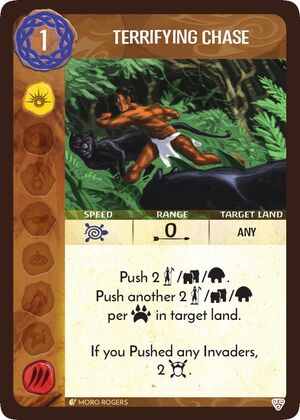 1
TERRIFYING CHASE
SPEED
RANGE
TARGET LAND
0
ANY
Push 2 / /
Push another 2 / /
per in target land.
If you Pushed any Invaders,
2 .
© MORO ROGERS